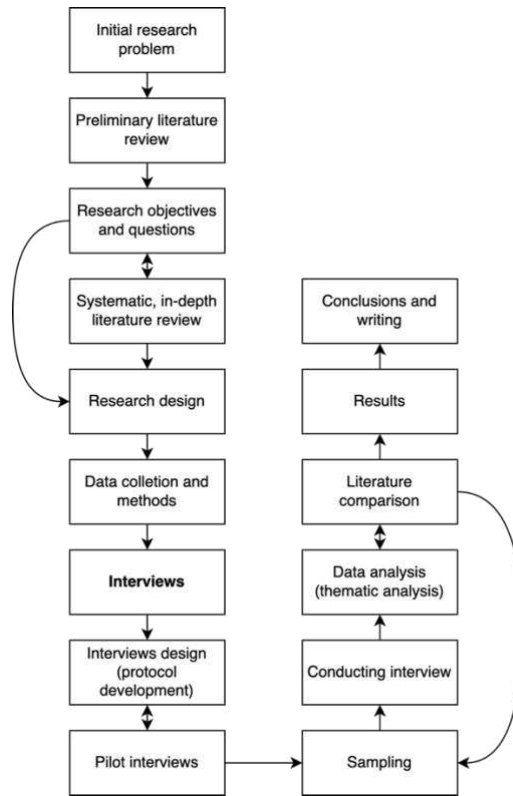 Initial research
problem
Preliminary literature
review
Research objectives
and questions
Systematic, in-depth
literature review
Research design
Data colletion and
methods
Interviews
Interviews design
(protocol
development)
Pilot interviews
Conclusions and
writing
Results
Literature
comparison
Data analysis
(thematic analysis)
Conducting interview
Sampling